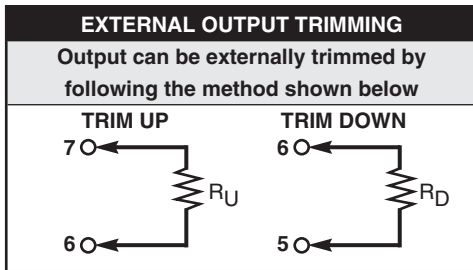 EXTERNAL OUTPUT TRIMMING
Output can be externally trimmed by
following the method shown below
TRIM UP TRIM DOWN
7 6
RU RD
6 5